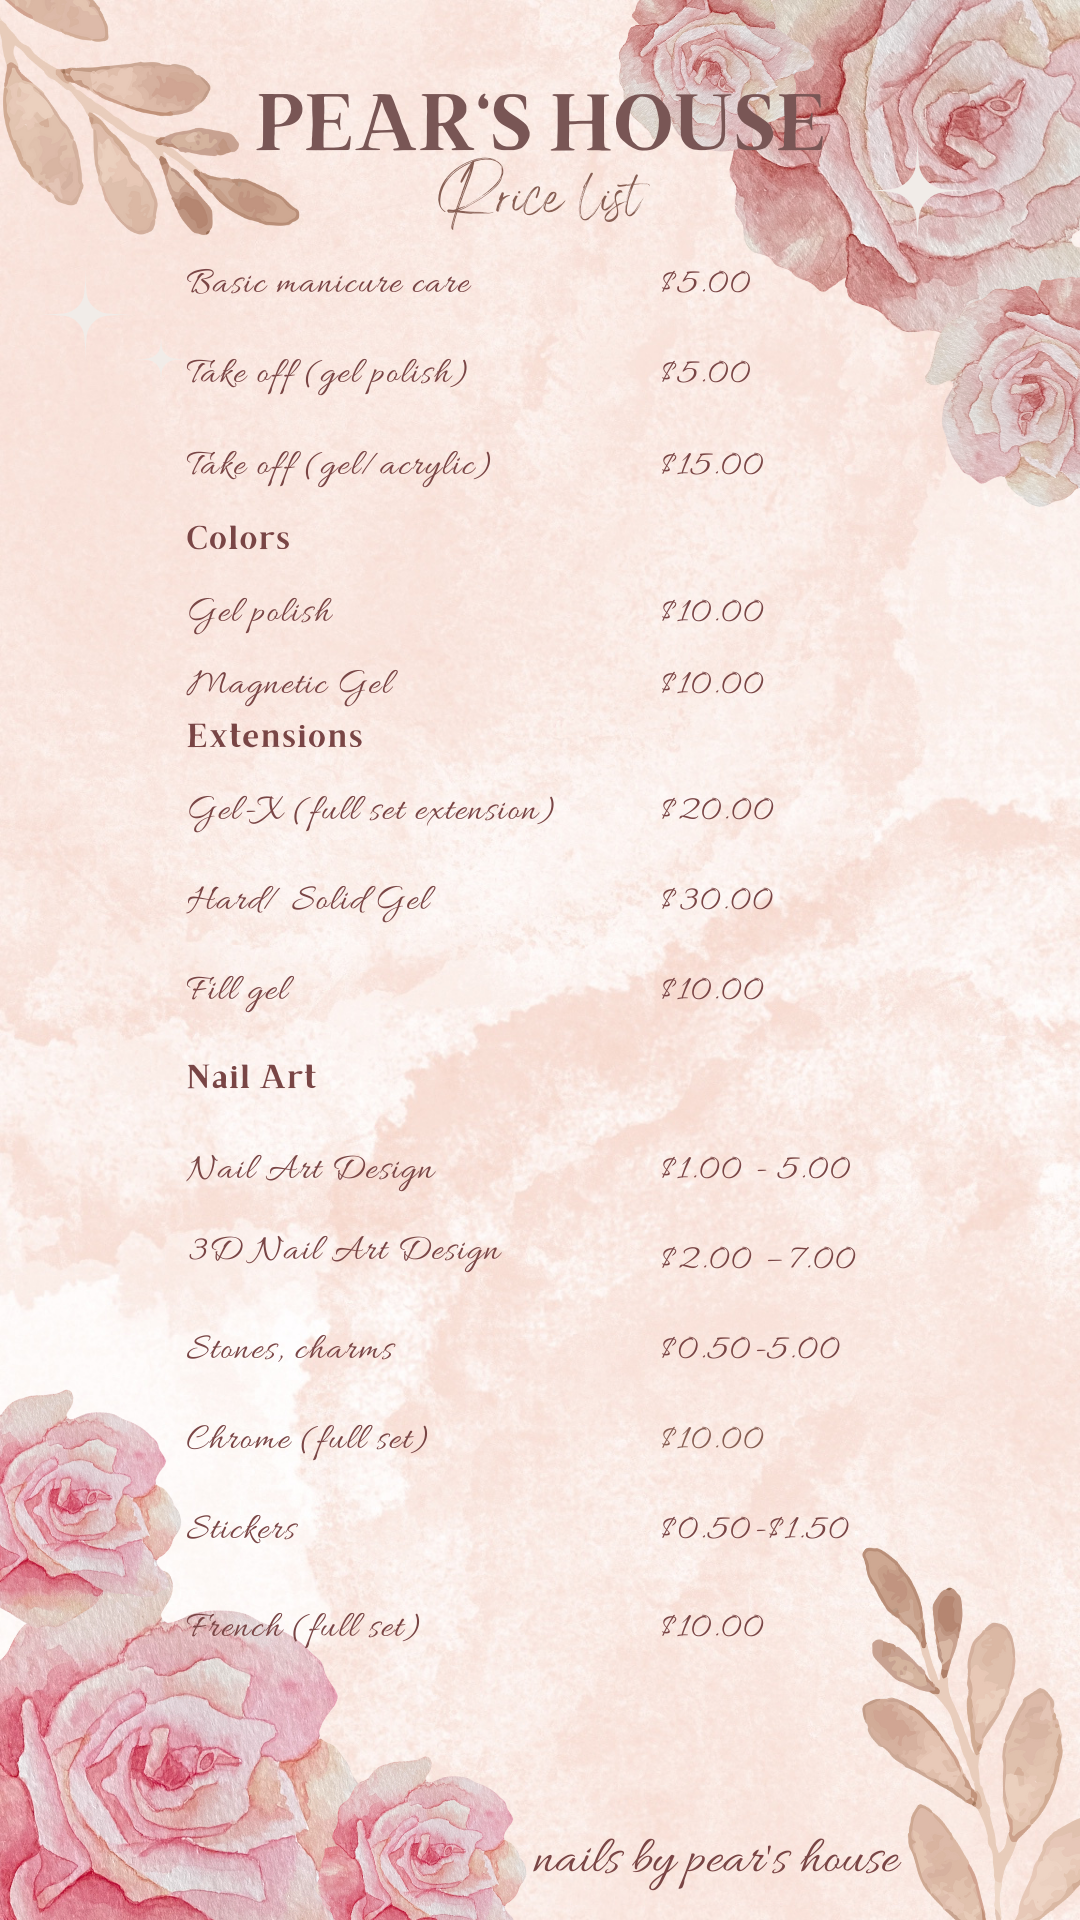 PEAR‘S HOUSE
Price list
Basic manicure care $5.00
Take off (gel polish) $5.00
Take off (gel/ acrylic) $15.00
Colors
Gel polish $10.00
Magnetic Gel $10.00
Extensions
Gel-X (full set extension) $20.00
Hard/ Solid Gel $30.00
Fill gel $10.00
Nail Art
Nail Art Design $1.00 - 5.00
3D Nail Art Design $2.00 – 7.00
Stones, charms $0.50-5.00
Chrome (full set) $10.00
Stickers $0.50-$1.50
French (full set) $10.00
nails by pear's house